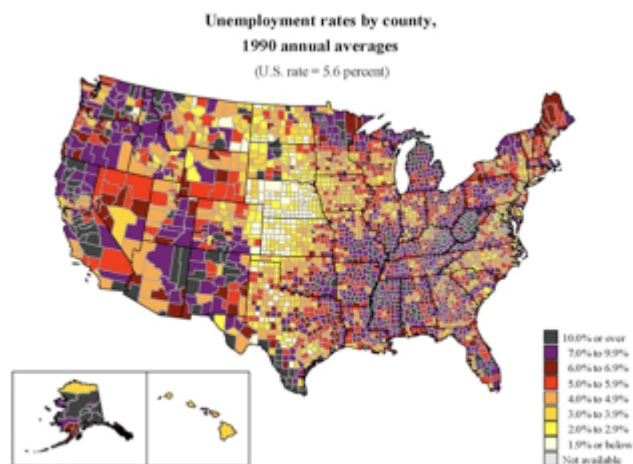 Unemployment rates by county,
1990 annual averages
(U.S. rate = 5.6 percent)
10.0% or over
7.0% to 9.9%
6.0% to 6.9%
5.0% to 5.9%
4.0% to 4.9%
3.0% to 3.9%
2.0% to 2.9%
1.9% or below
Not available